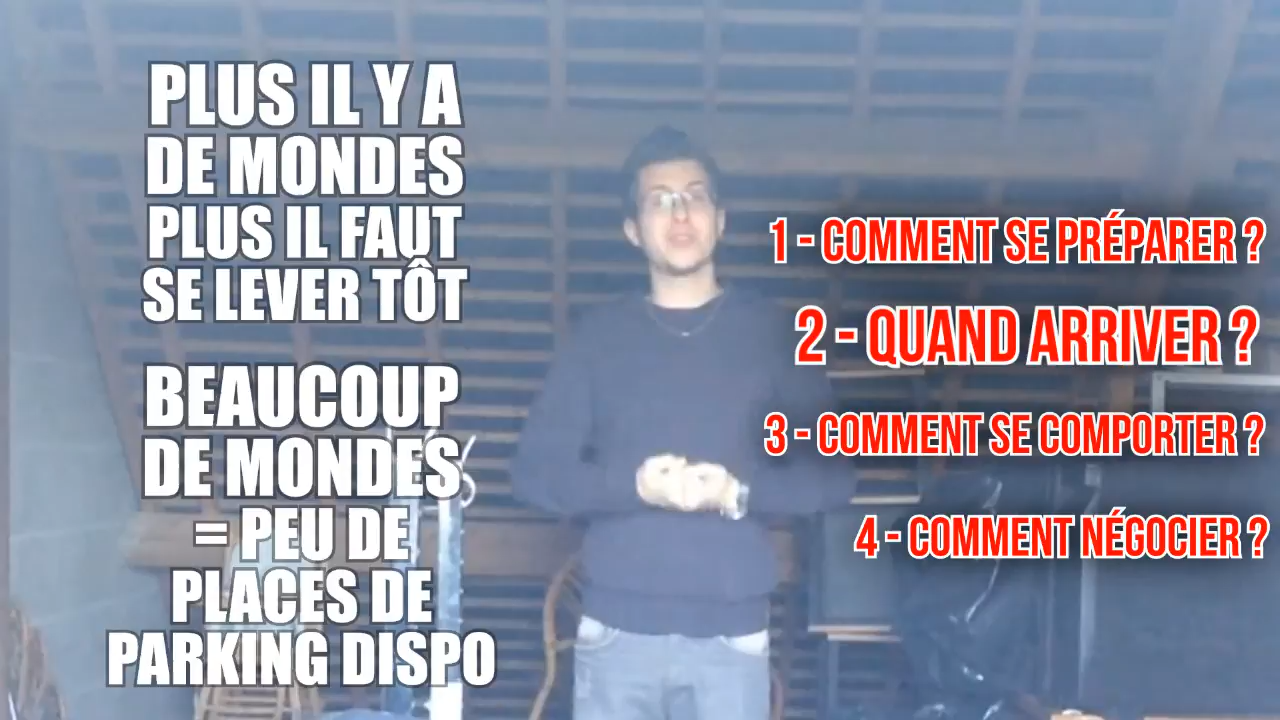 PLUS IL Y A
DE MONDES
PLUS IL FAUT
SE LEVER TÔT
BEAUCOUP
DE MONDES
= PEU DE
PLACES DE
PARKING DISPO
1 - COMMENT SE PRÉPARER ?
2 - QUAND ARRIVER ?
3 - COMMENT SE COMPORTER ?
4 - COMMENT NÉGOCIER ?